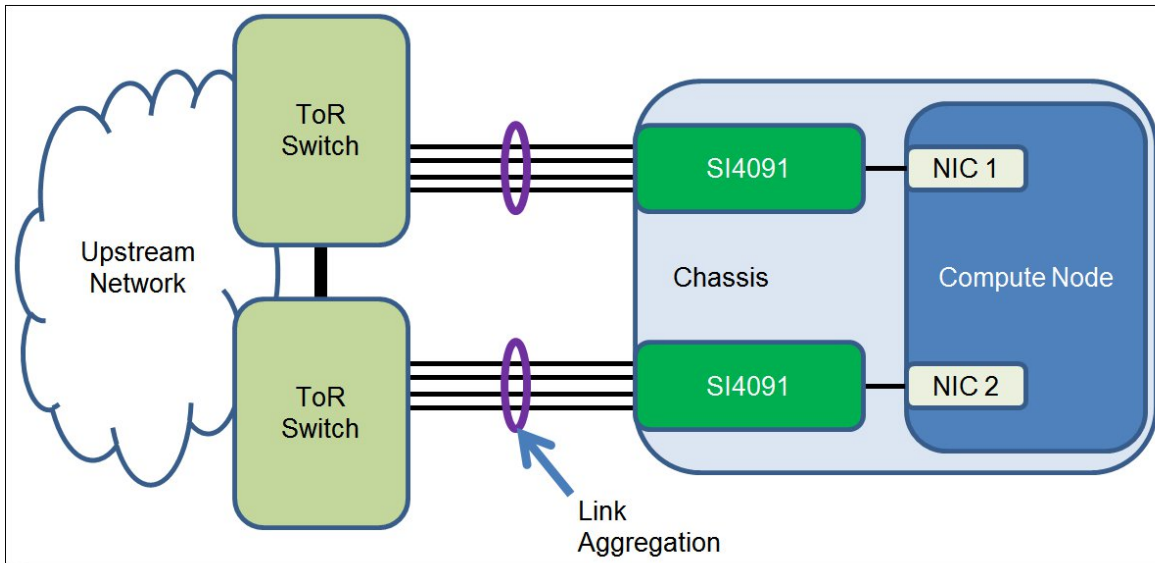 ToR
Switch
SI4091
NIC 1
Upstream
Network
Chassis
Compute Node
ToR
Switch
SI4091
NIC 2
Link
Aggregation